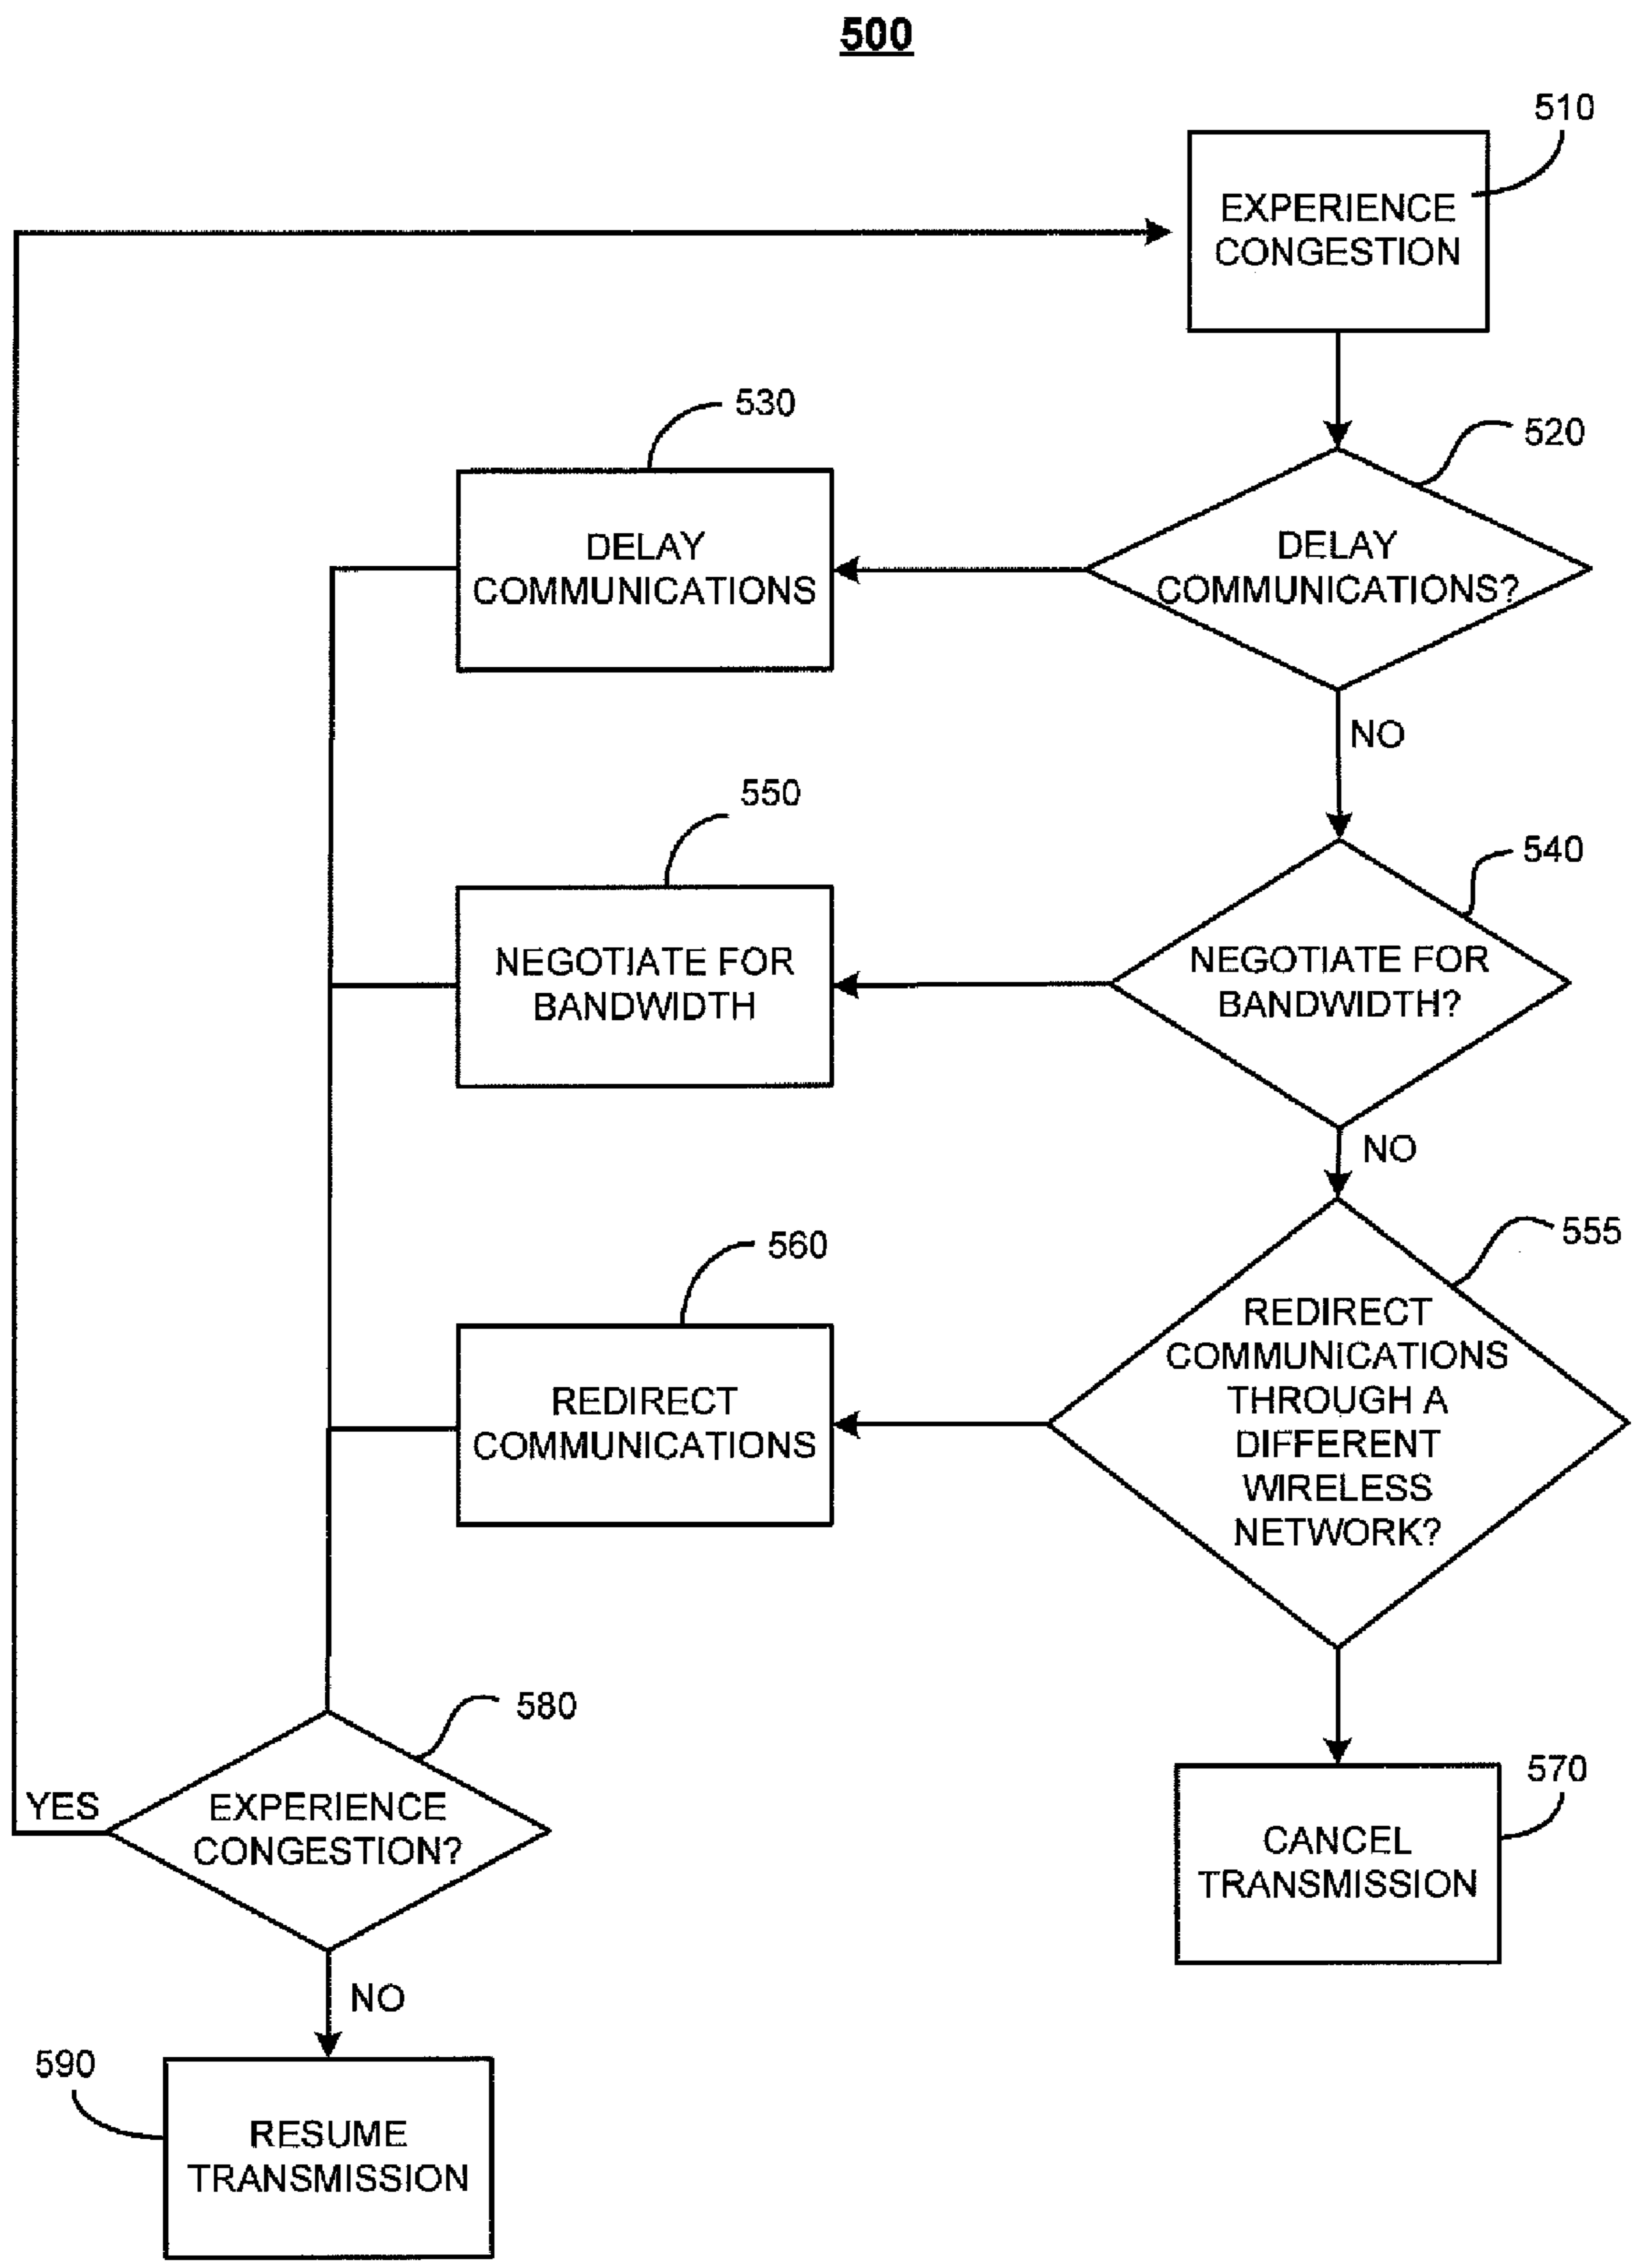 500
510
EXPERIENCE
CONGESTION
530
520
DELAY
COMMUNICATIONS
DELAY
COMMUNICATIONS?
NO
550
540
NEGOTIATE FOR
BANDWIDTH
NEGOTIATE FOR
BANDWIDTH?
NO
560
555
REDIRECT
COMMUNICATIONS
REDIRECT
COMMUNICATIONS
THROUGH A
DIFFERENT
WIRELESS
NETWORK?
580
570
YES
EXPERIENCE
CONGESTION?
CANCEL
TRANSMISSION
NO
590
RESUME
TRANSMISSION